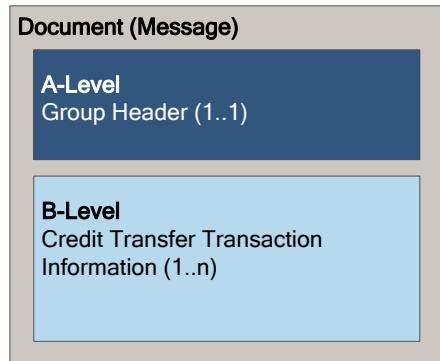 Document (Message)
A-Level
Group Header (1..1)
B-Level
Credit Transfer Transaction
Information (1..n)